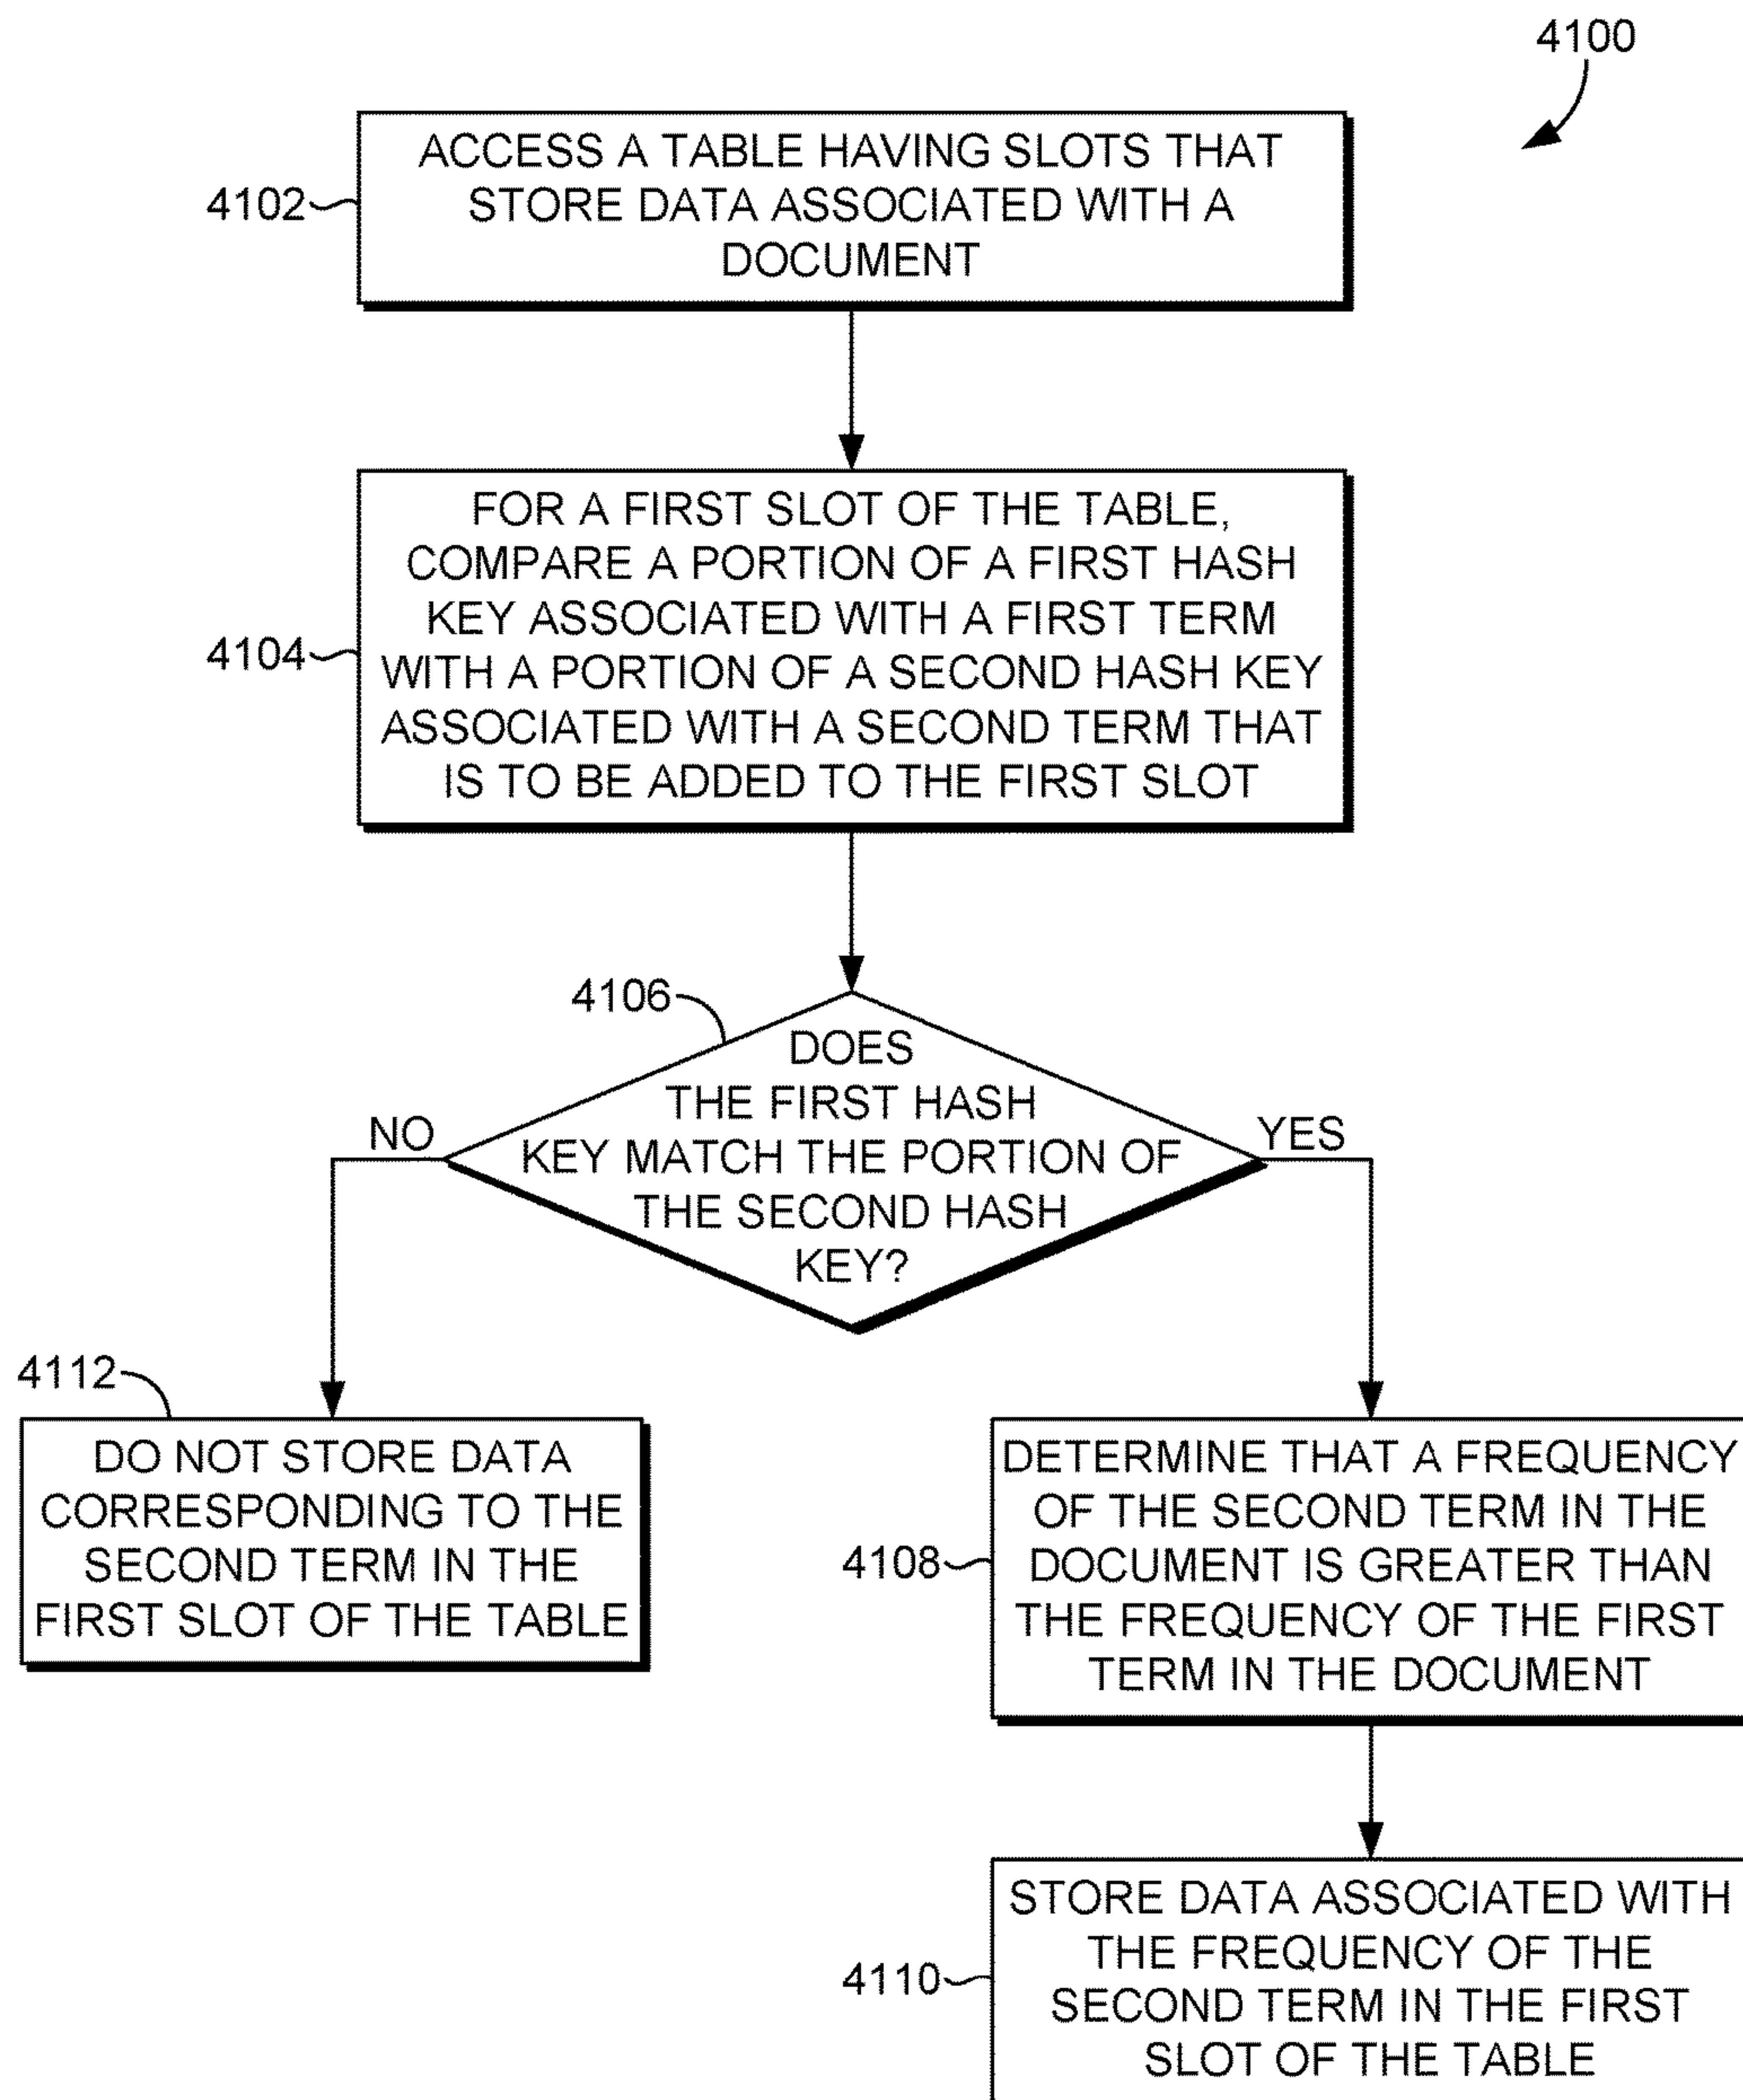 4100
ACCESS A TABLE HAVING SLOTS THAT
STORE DATA ASSOCIATED WITH A
DOCUMENT
4102
FOR A FIRST SLOT OF THE TABLE,
COMPARE A PORTION OF A FIRST HASH
KEY ASSOCIATED WITH A FIRST TERM
WITH A PORTION OF A SECOND HASH KEY
ASSOCIATED WITH A SECOND TERM THAT
IS TO BE ADDED TO THE FIRST SLOT
4104
4106
DOES
THE FIRST HASH
KEY MATCH THE PORTION OF
THE SECOND HASH
KEY?
NO
YES
4112
DO NOT STORE DATA
CORRESPONDING TO THE
SECOND TERM IN THE
FIRST SLOT OF THE TABLE
DETERMINE THAT A FREQUENCY
OF THE SECOND TERM IN THE
DOCUMENT IS GREATER THAN
THE FREQUENCY OF THE FIRST
TERM IN THE DOCUMENT
4108
STORE DATA ASSOCIATED WITH
THE FREQUENCY OF THE
SECOND TERM IN THE FIRST
SLOT OF THE TABLE
4110